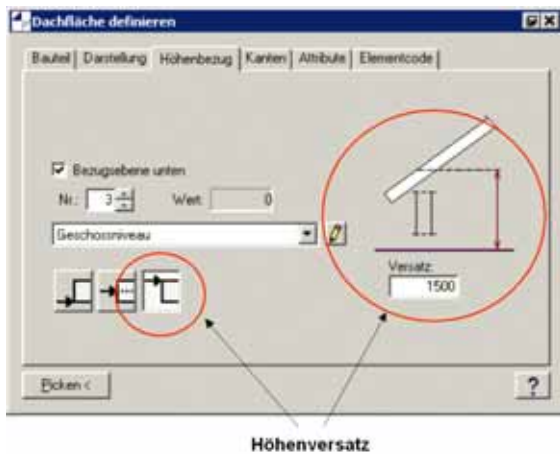 Dachfläche definieren
Bauteil Darstellung Höhenbezug Kanten Attribute Elementcode
Bezugsebene unten
Nr.: 3 Wert: 0
Geschossniveau
Versatz:
1500
Picken <
?
Höhenversatz